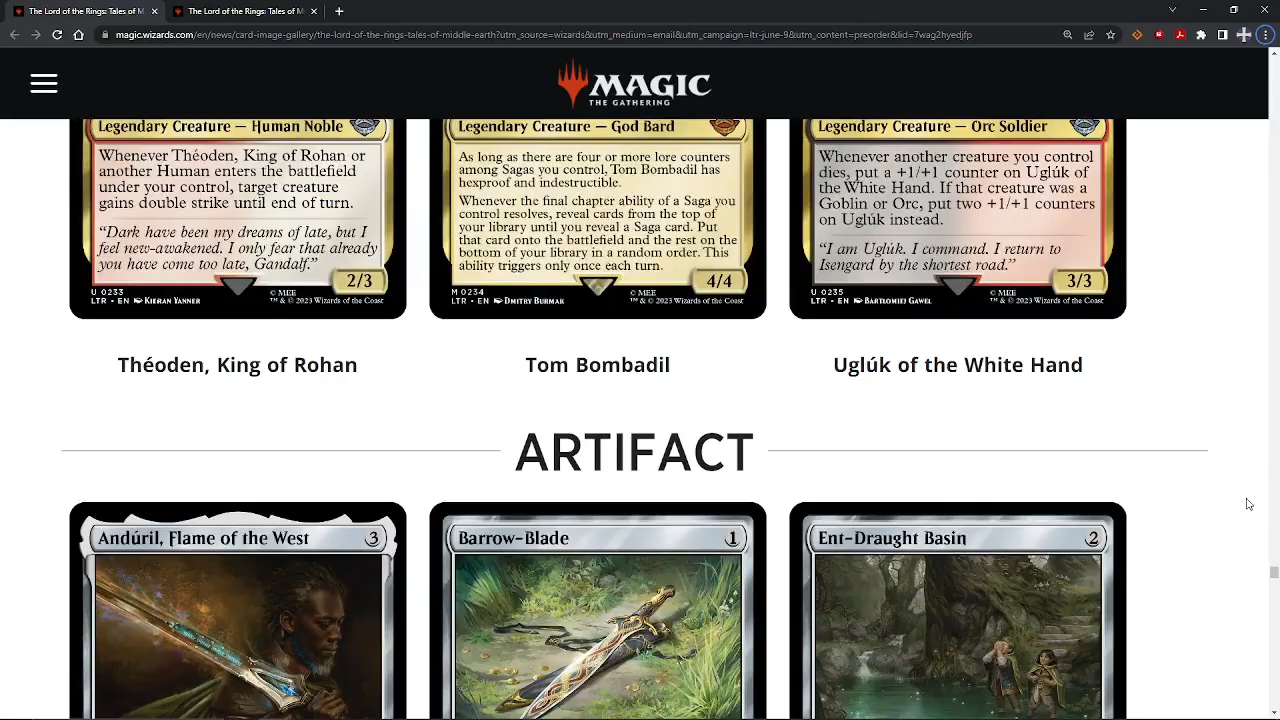 The Lord of the Rings: Tales of M
The Lord of the Rings: Tales of M
magic.wizards.com/en/news/card-image-gallery/the-lord-of-the-rings-tales-of-middle-earth?utm_source=wizards&utm_medium=email&utm_campaign=ltr-june-9&utm_content=preorder&lid=7wag2hyedjfp
MAGIC
THE GATHERING
Legendary Creature — Human Noble
Whenever Théoden, King of Rohan or
another Human enters the battlefield
under your control, target creature
gains double strike until end of turn.
“Dark have been my dreams of late, but I
feel new-awakened. I only fear that already
you have come too late, Gandalf.”
2/3
U 0233
LTR • EN Kieran Yanner
© MEE
™ & © 2023 Wizards of the Coast
Legendary Creature — God Bard
As long as there are four or more lore counters
among Sagas you control, Tom Bombadil has
hexproof and indestructible.
Whenever the final chapter ability of a Saga you
control resolves, reveal cards from the top of
your library until you reveal a Saga card. Put
that card onto the battlefield and the rest on the
bottom of your library in a random order. This
ability triggers only once each turn.
4/4
M 0234
LTR • EN Dmitry Burmak
© MEE
™ & © 2023 Wizards of the Coast
Legendary Creature — Orc Soldier
Whenever another creature you control
dies, put a +1/+1 counter on Uglúk of
the White Hand. If that creature was a
Goblin or Orc, put two +1/+1 counters
on Uglúk instead.
“I am Uglúk. I command. I return to
Isengard by the shortest road.”
3/3
U 0235
LTR • EN Bartlomiej Gawel
© MEE
™ & © 2023 Wizards of the Coast
Théoden, King of Rohan
Tom Bombadil
Uglúk of the White Hand
ARTIFACT
Andúril, Flame of the West 3
Barrow-Blade 1
Ent-Draught Basin 2